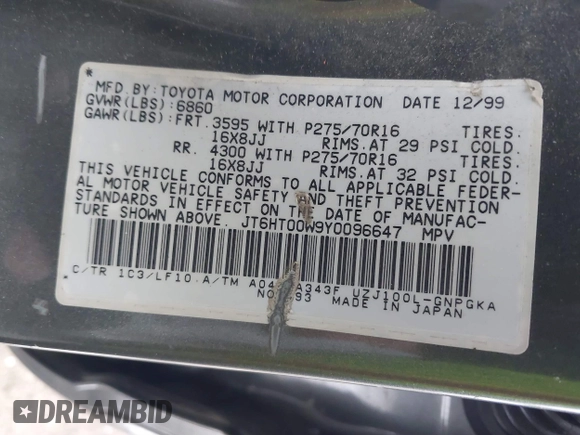 MFD.BY:TOYOTA MOTOR CORPORATION DATE 12/99
GVWR(LBS):6860
GAWR(LBS):FRT.3595 WITH P275/70R16 TIRES.
16X8JJ RIMS.AT 29 PSI COLD.
RR. 4300 WITH P275/70R16 TIRES.
16X8JJ RIMS.AT 32 PSI COLD.
THIS VEHICLE CONFORMS TO ALL APPLICABLE FEDER-
AL MOTOR VEHICLE SAFETY AND THEFT PREVENTION
STANDARDS IN EFFECT ON THE DATE OF MANUFAC-
TURE SHOWN ABOVE. JT6HT00W9Y0096647 MPV
C/TR 1C3/LF10.A/TM A343F UZJ100L-GNPGKA
MADE IN JAPAN
DREAMBID